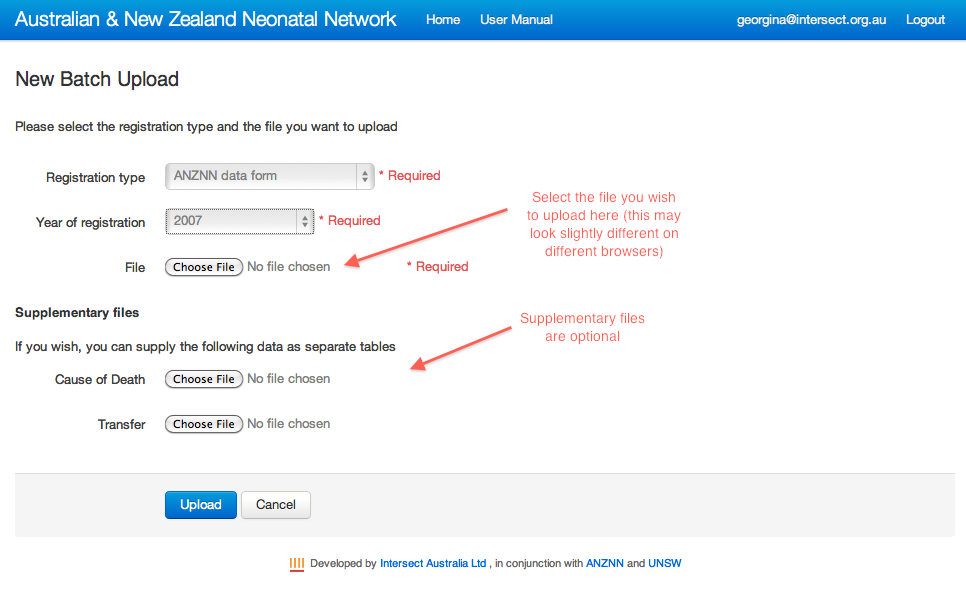 Australian & New Zealand Neonatal Network Home User Manual georgina@intersect.org.au Logout
New Batch Upload
Please select the registration type and the file you want to upload
Registration type ANZNN data form * Required
Year of registration 2007 * Required
Select the file you wish
to upload here (this may
look slightly different on
different browsers)
File Choose File No file chosen * Required
Supplementary files
Supplementary files
are optional
If you wish, you can supply the following data as separate tables
Cause of Death Choose File No file chosen
Transfer Choose File No file chosen
Upload Cancel
Developed by Intersect Australia Ltd , in conjunction with ANZNN and UNSW